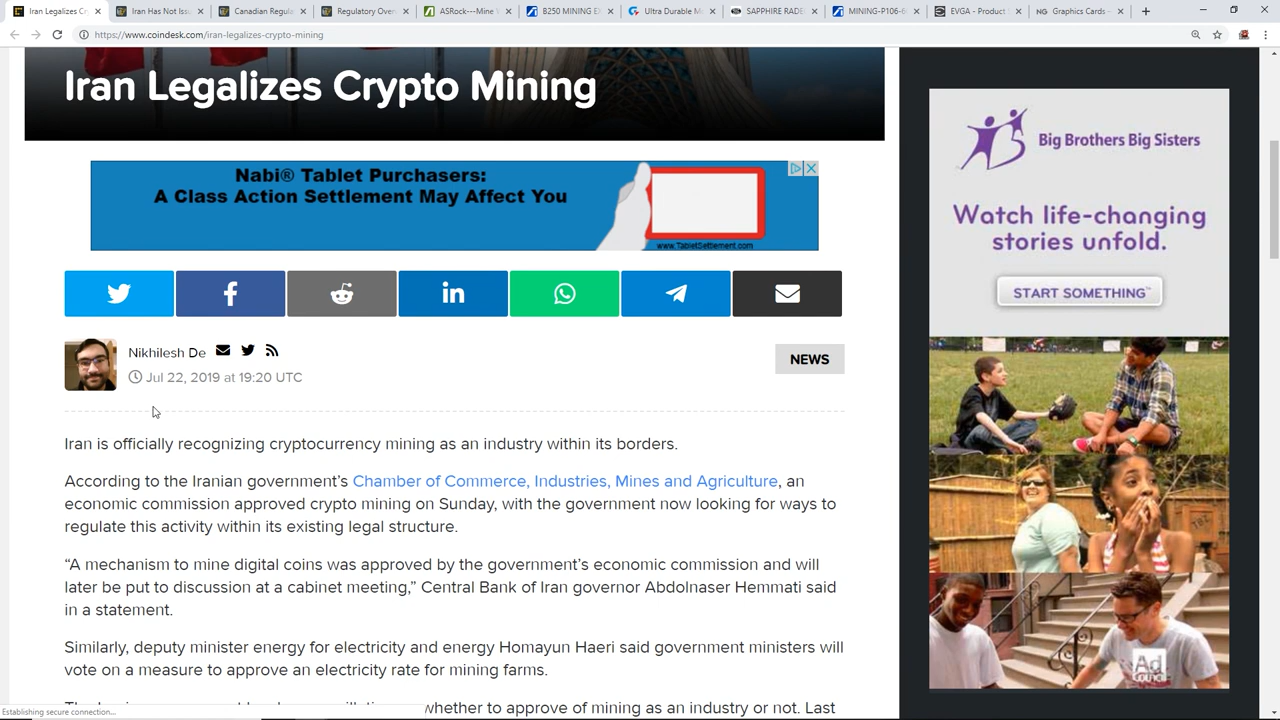 Iran Legalizes Cr
Iran Has Not Issu
Canadian Regula
Regulatory Over
ASRock---Mine
B250 MINING E
Ultra Durable M
SAPPHIRE RADE
MINING-P106-6
EVGA - Product
Graphics Cards -
https://www.coindesk.com/iran-legalizes-crypto-mining
Iran Legalizes Crypto Mining
Nabi® Tablet Purchasers:
A Class Action Settlement May Affect You
www.TabletSettlement.com
Nikhilesh De
Jul 22, 2019 at 19:20 UTC
NEWS
Iran is officially recognizing cryptocurrency mining as an industry within its borders.
According to the Iranian government’s Chamber of Commerce, Industries, Mines and Agriculture, an
economic commission approved crypto mining on Sunday, with the government now looking for ways to
regulate this activity within its existing legal structure.
“A mechanism to mine digital coins was approved by the government’s economic commission and will
later be put to discussion at a cabinet meeting,” Central Bank of Iran governor Abdolnaser Hemmati said
in a statement.
Similarly, deputy minister energy for electricity and energy Homayun Haeri said government ministers will
vote on a measure to approve an electricity rate for mining farms.
whether to approve of mining as an industry or not. Last
Establishing secure connection...
Big Brothers Big Sisters
Watch life-changing
stories unfold.
START SOMETHING™
Ad
Council